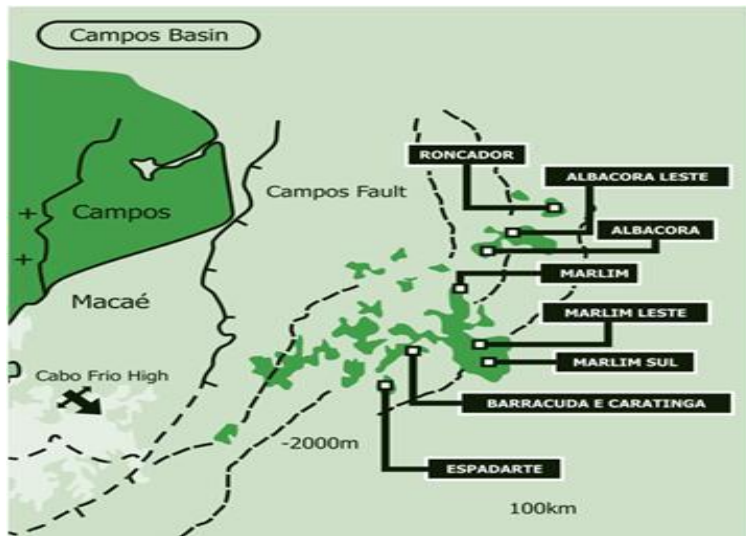 Campos Basin
RONCADOR
ALBACORA LESTE
Campos Fault
Campos
ALBACORA
MARLIM
Macaé
MARLIM LESTE
MARLIM SUL
Cabo Frio High
BARRACUDA E CARATINGA
-2000m
ESPADARTE
100km